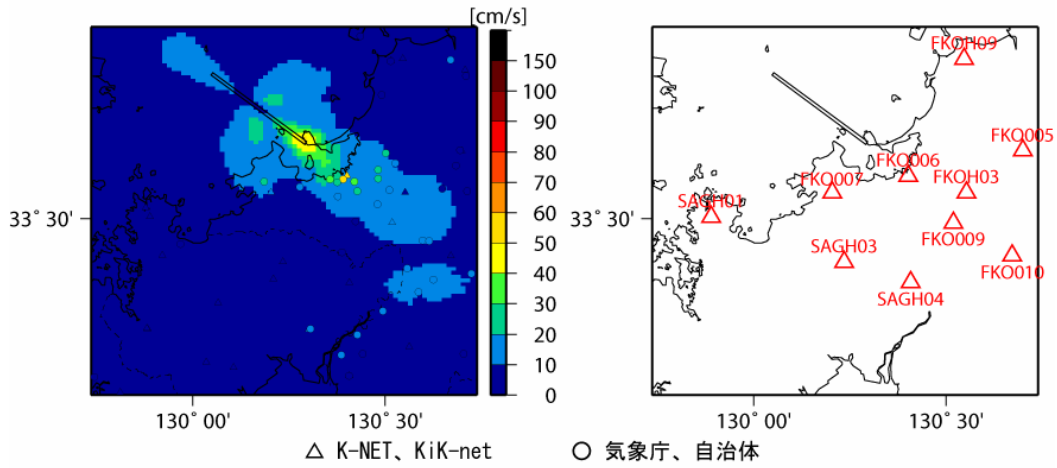 [cm/s]
150
120
90
80
70
60
50
40
30
20
10
0
33° 30'
130° 00'
130° 30'
FKOH09
FKO005
FKO006
FKO007
FKOH03
SAGH01
FKO009
SAGH03
FKO010
SAGH04
33° 30'
130° 00'
130° 30'
△ K-NET、KiK-net
○ 気象庁、自治体